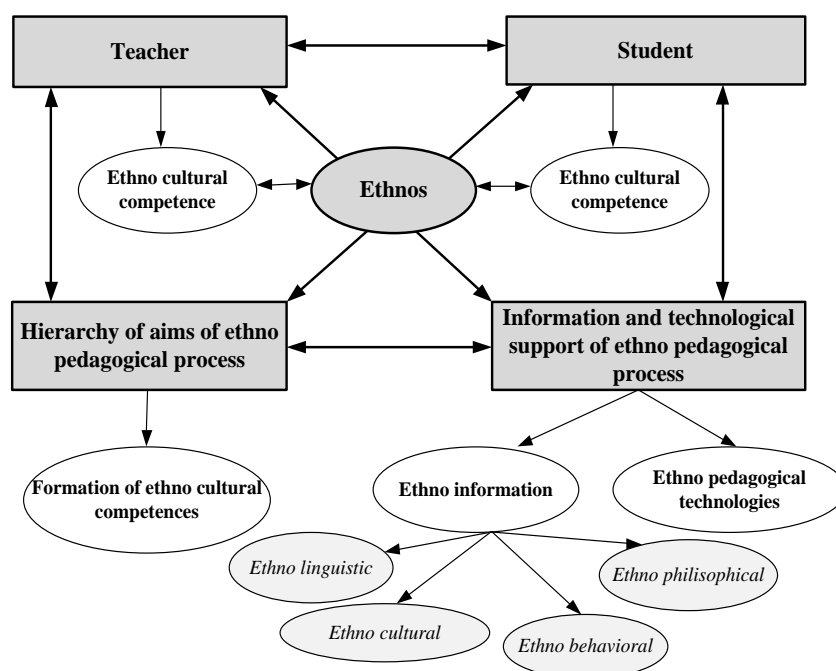 Teacher
Student
Ethno cultural
competence
Ethnos
Ethno cultural
competence
Hierarchy of aims of ethno
pedagogical process
Information and technological
support of ethno pedagogical
process
Formation of ethno cultural
competences
Ethno information
Ethno pedagogical
technologies
Ethno linguistic
Ethno philisophical
Ethno cultural
Ethno behavioral